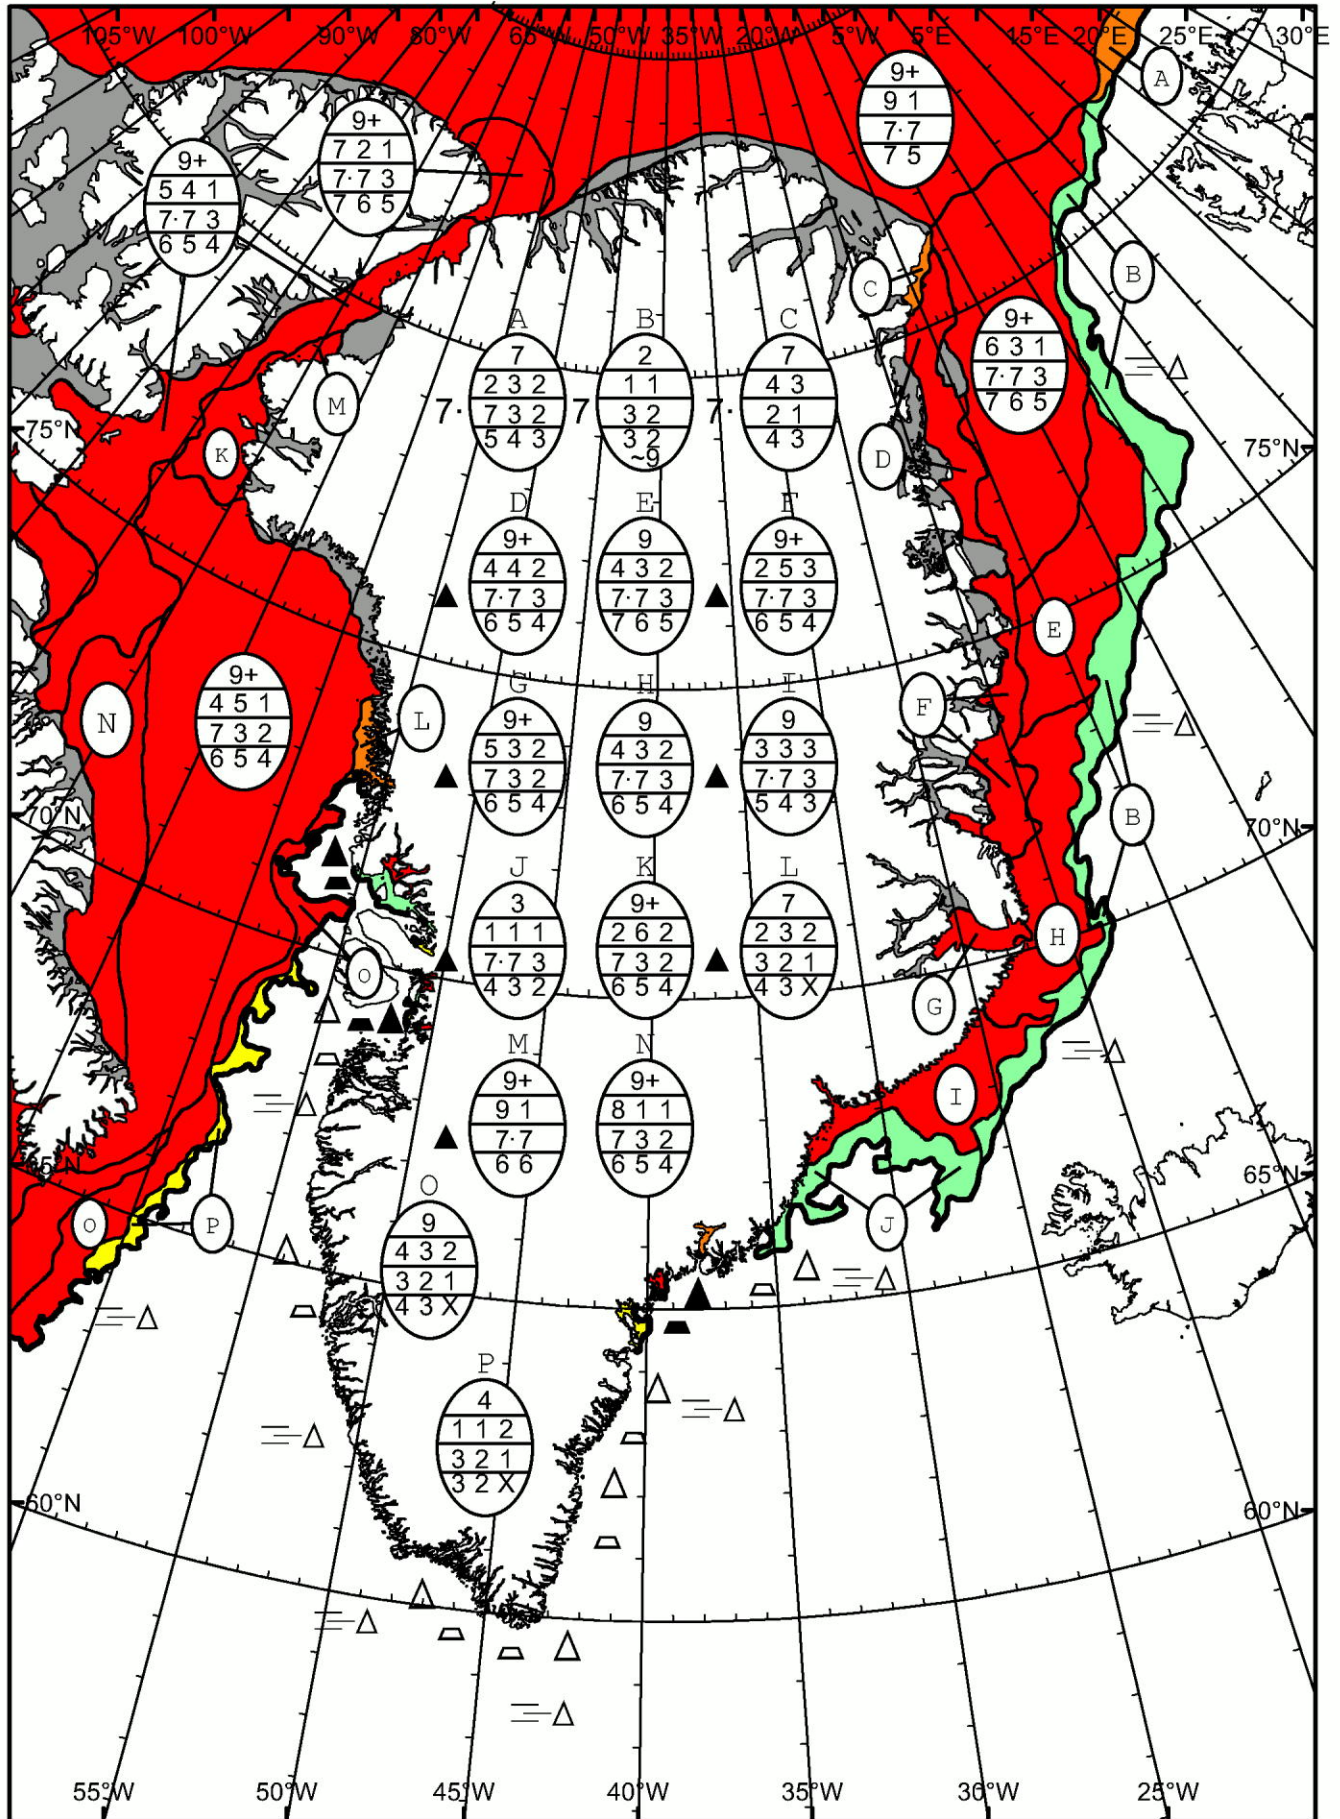 105°W 100°W 90°W 80°W 65°W 50°W 35°W 20°W 5°W 5°E 15°E 20°E 25°E 30°E
A
9+
9 1
7·7
7 5
9+
7 2 1
7·7 3
7 6 5
9+
5 4 1
7·7 3
6 5 4
B
C
9+
6 3 1
7·7 3
7 6 5
M
K
75°N
75°N
D
A B C
7 2 7
2 3 2 1 1 4 3
7· 7 3 2 7 3 2 7· 2 1
5 4 3 3 2 4 3
~9
D E F
9+ 9 9+
4 4 2 4 3 2 2 5 3
7·7 3 7·7 3 7·7 3
6 5 4 7 6 5 6 5 4
E
F
L
N
9+
4 5 1
7 3 2
6 5 4
G H I
9+ 9 9
5 3 2 4 3 2 3 3 3
7 3 2 7·7 3 7·7 3
6 5 4 6 5 4 5 4 3
70°N
70°N
B
J K L
3 9+ 7
1 1 1 2 6 2 2 3 2
7·7 3 7 3 2 3 2 1
4 3 2 6 5 4 4 3 X
H
O
G
M N
9+ 9+
9 1 8 1 1
7·7 7 3 2
6 6 6 5 4
I
65°N
O
9
4 3 2
3 2 1
4 3 X
O
P
J
P
4
1 1 2
3 2 1
3 2 X
60°N
60°N
55°W 50°W 45°W 40°W 35°W 30°W 25°W